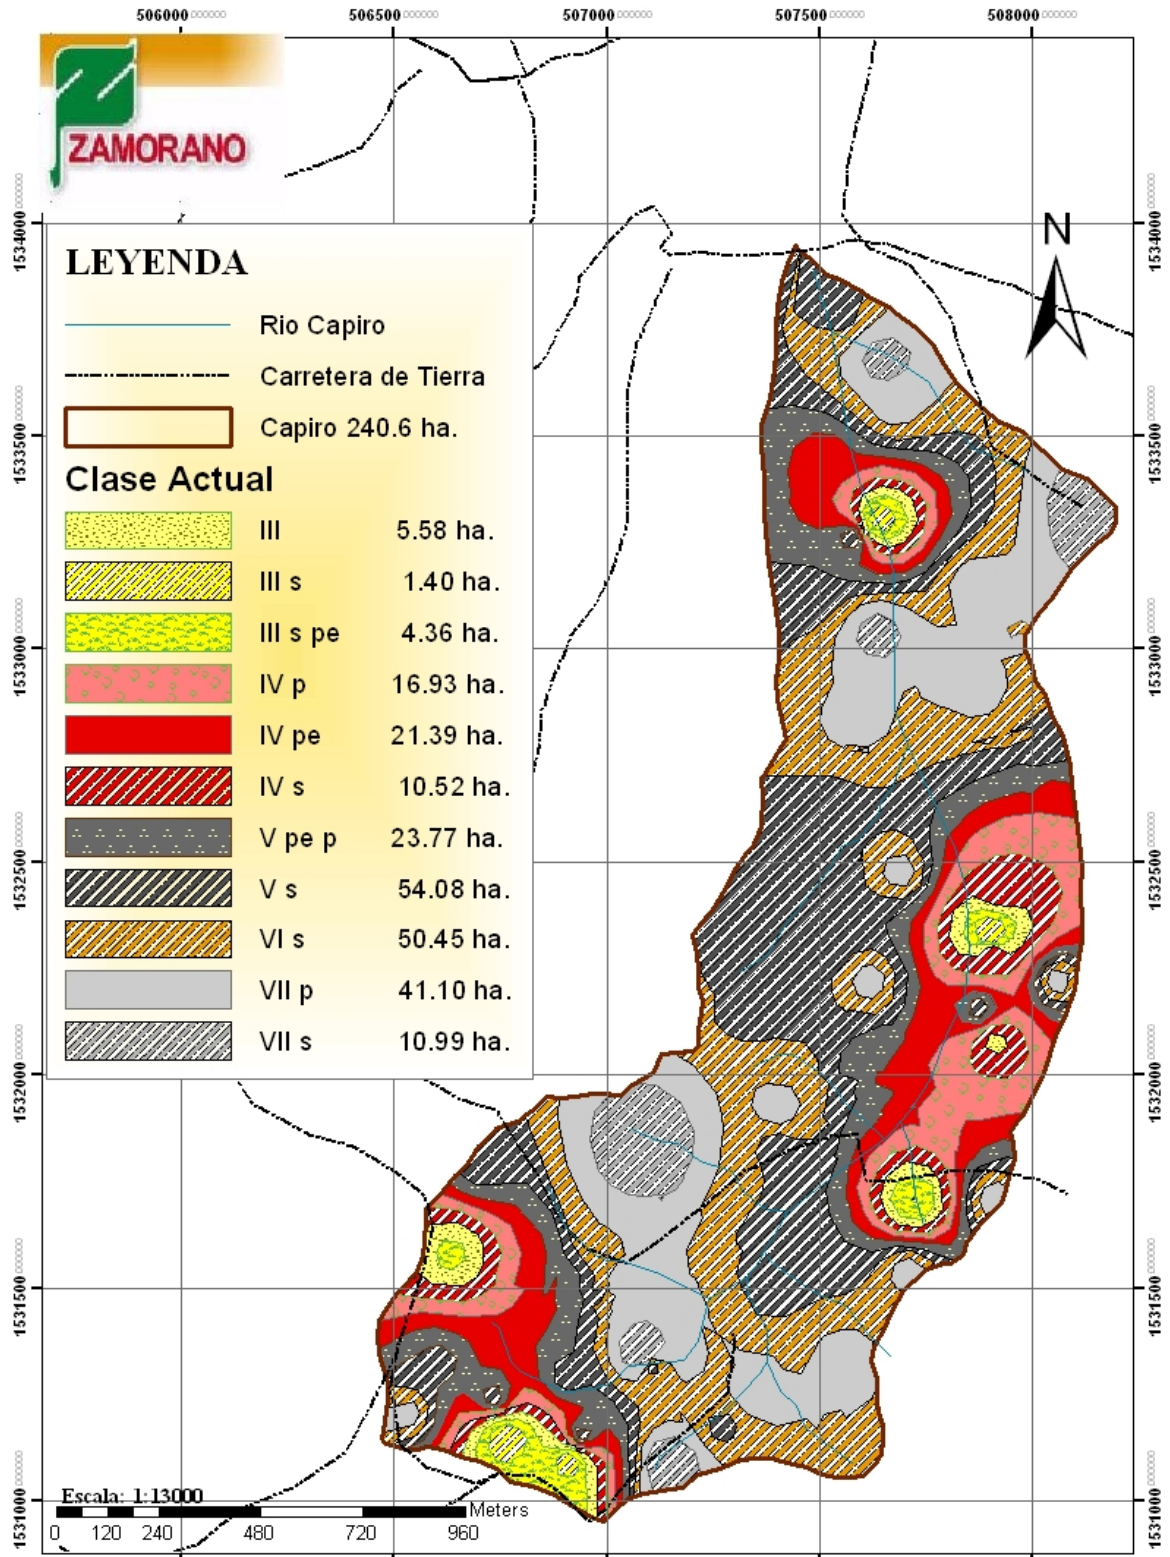 506000 506500 507000 507500 508000
ZAMORANO
N
LEYENDA
Rio Capiro
Carretera de Tierra
Capiro 240.6 ha.
Clase Actual
III 5.58 ha.
III s 1.40 ha.
III s pe 4.36 ha.
IV p 16.93 ha.
IV pe 21.39 ha.
IV s 10.52 ha.
V pe p 23.77 ha.
V s 54.08 ha.
VI s 50.45 ha.
VII p 41.10 ha.
VII s 10.99 ha.
1534000
1533500
1533000
1532500
1532000
1531500
1531000
1534000
1533500
1533000
1532500
1532000
1531500
1531000
Escala: 1:13000
Meters
0 120 240 480 720 960